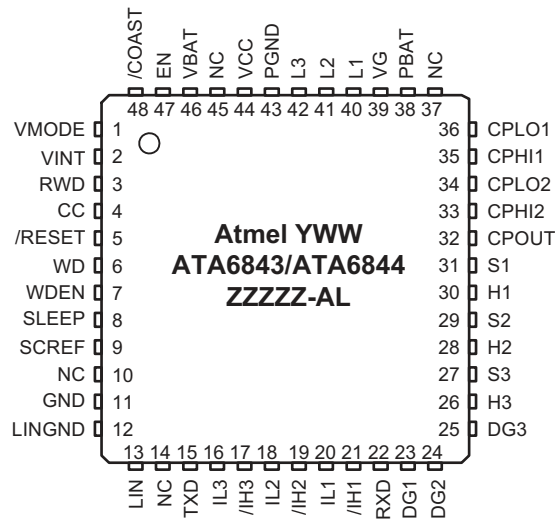 /COAST
EN
VBAT
NC
VCC
PGND
L3
L2
L1
VG
PBAT
NC
48 47 46 45 44 43 42 41 40 39 38 37
VMODE 1
VINT 2
RWD 3
CC 4
/RESET 5
WD 6
WDEN 7
SLEEP 8
SCREF 9
NC 10
GND 11
LINGND 12
Atmel YWW
ATA6843/ATA6844
ZZZZZ-AL
36 CPLO1
35 CPHI1
34 CPLO2
33 CPHI2
32 CPOUT
31 S1
30 H1
29 S2
28 H2
27 S3
26 H3
25 DG3
13 14 15 16 17 18 19 20 21 22 23 24
LIN
NC
TXD
IL3
/IH3
IL2
/IH2
IL1
/IH1
RXD
DG1
DG2